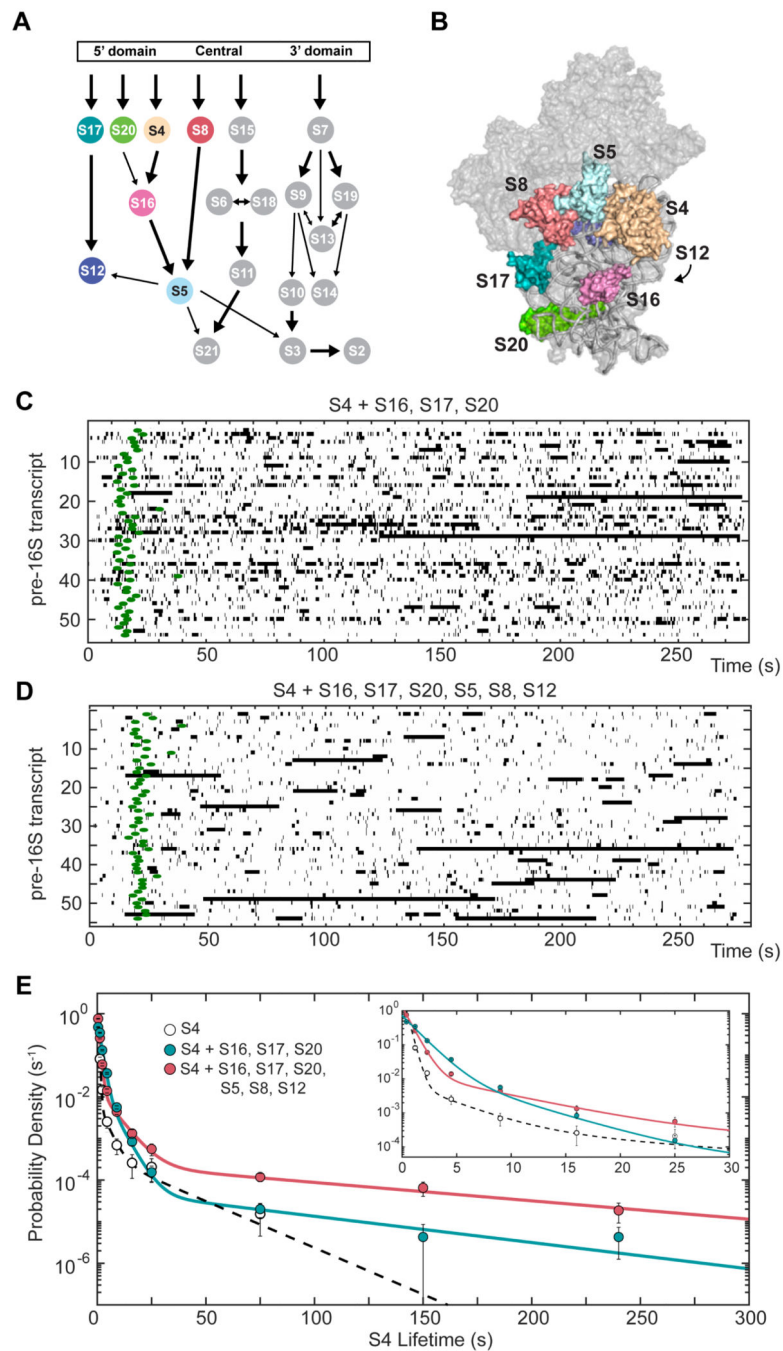 A
5' domain Central 3' domain
S17 S20 S4 S8 S15 S7
S16 S6 S18 S9 S19
S13
S12 S5 S11 S10 S14
S21 S3 S2
B
S5
S8
S4
S12
S17
S16
S20
C
S4 + S16, S17, S20
pre-16S transcript
10
20
30
40
50
0 50 100 150 200 250
Time (s)
D
S4 + S16, S17, S20, S5, S8, S12
pre-16S transcript
10
20
30
40
50
0 50 100 150 200 250
Time (s)
E
Probability Density (s⁻¹)
10⁰
10⁻²
10⁻⁴
10⁻⁶
S4
S4 + S16, S17, S20
S4 + S16, S17, S20,
S5, S8, S12
10⁰
10⁻¹
10⁻²
10⁻³
10⁻⁴
0 5 10 15 20 25 30
0 25 50 75 100 125 150 175 200 225 250 275 300
S4 Lifetime (s)